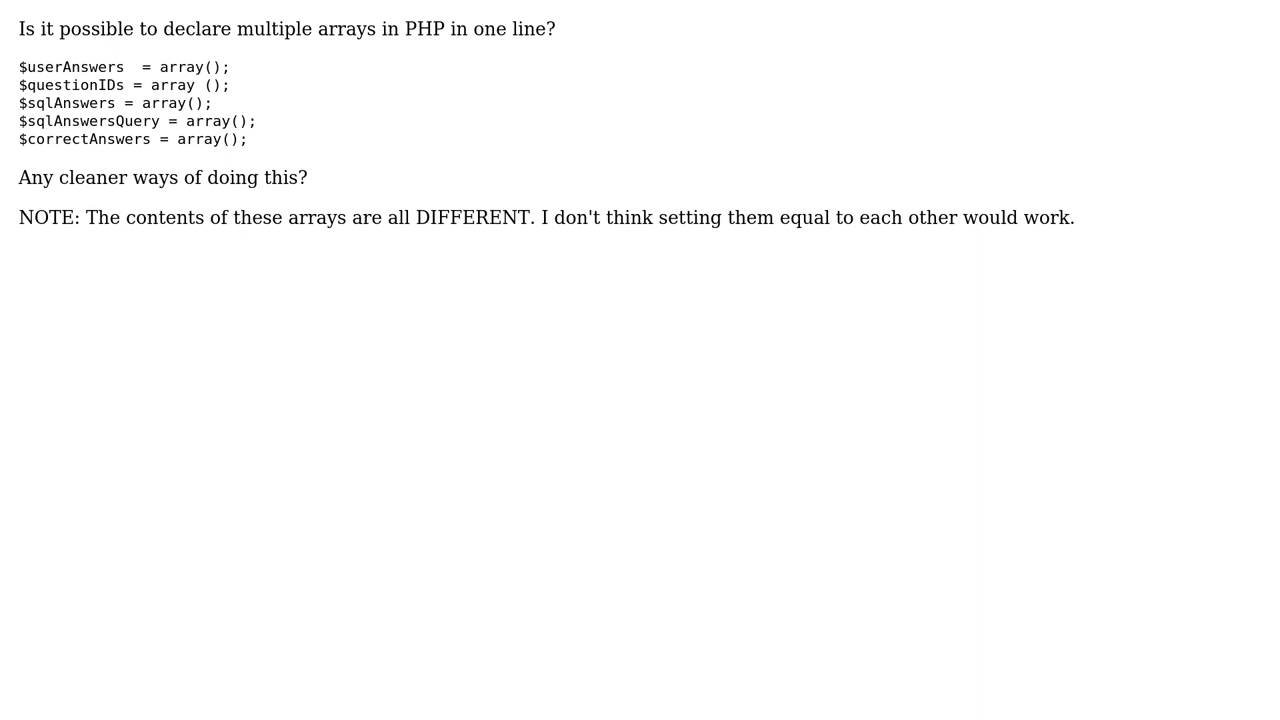 Is it possible to declare multiple arrays in PHP in one line?
$userAnswers  = array();
$questionIDs = array ();
$sqlAnswers = array();
$sqlAnswersQuery = array();
$correctAnswers = array();
Any cleaner ways of doing this?
NOTE: The contents of these arrays are all DIFFERENT. I don't think setting them equal to each other would work.